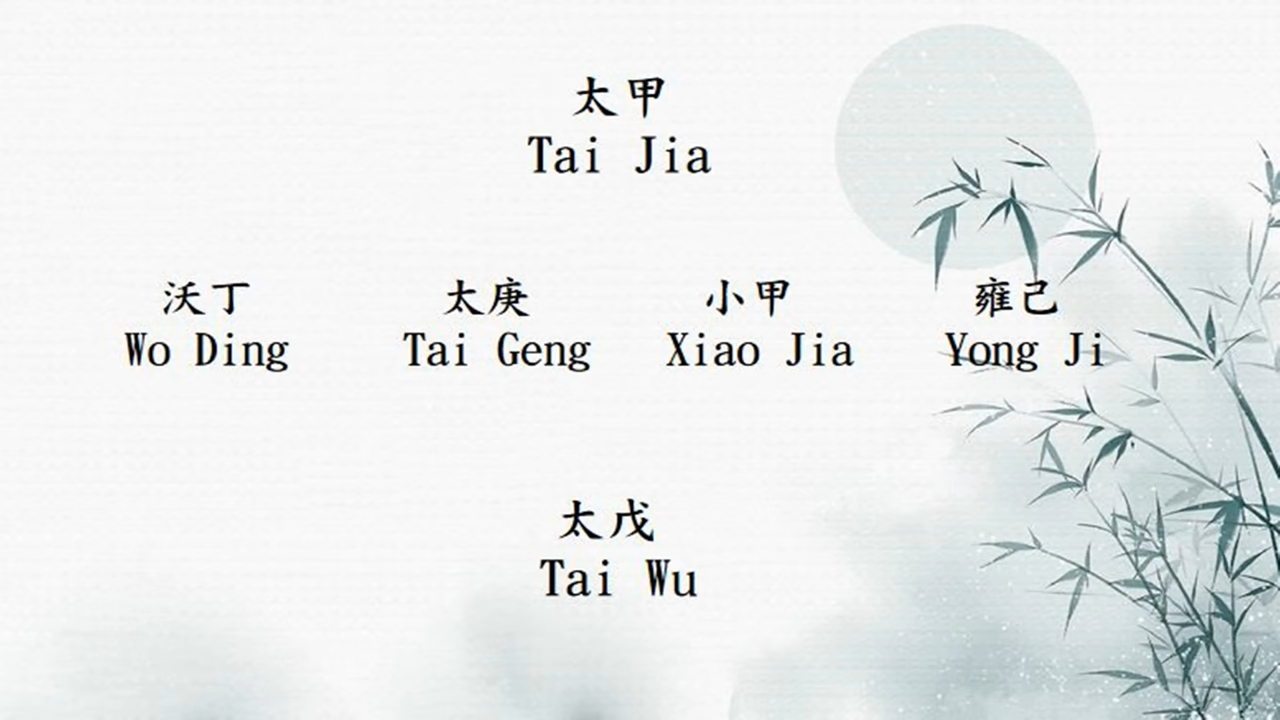 太甲
Tai Jia
沃丁
Wo Ding
太庚
Tai Geng
小甲
Xiao Jia
雍己
Yong Ji
太戊
Tai Wu